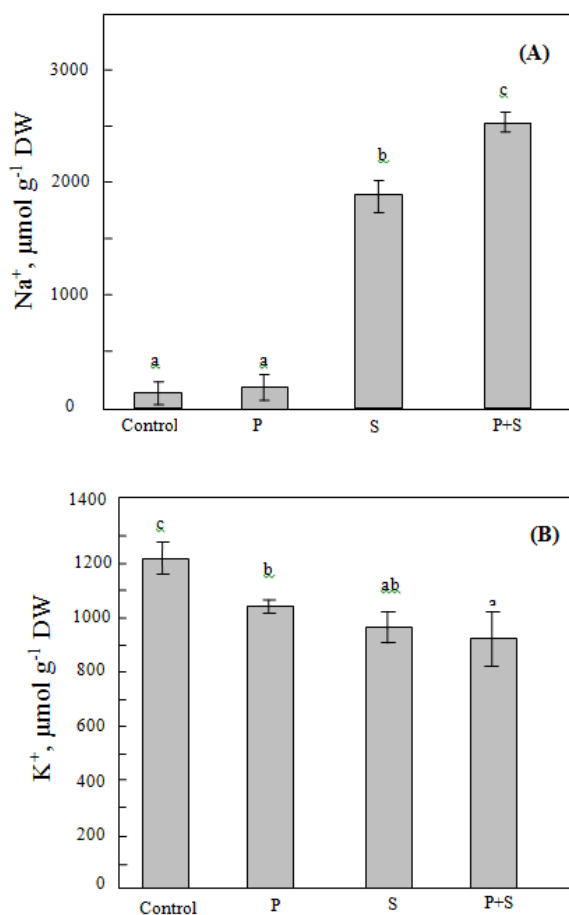 (A)
3000
2000
1000
0
Na⁺, µmol g⁻¹ DW
a
a
b
c
Control P S P+S
(B)
1400
1200
1000
800
600
400
200
0
K⁺, µmol g⁻¹ DW
c
b
ab
a
Control P S P+S